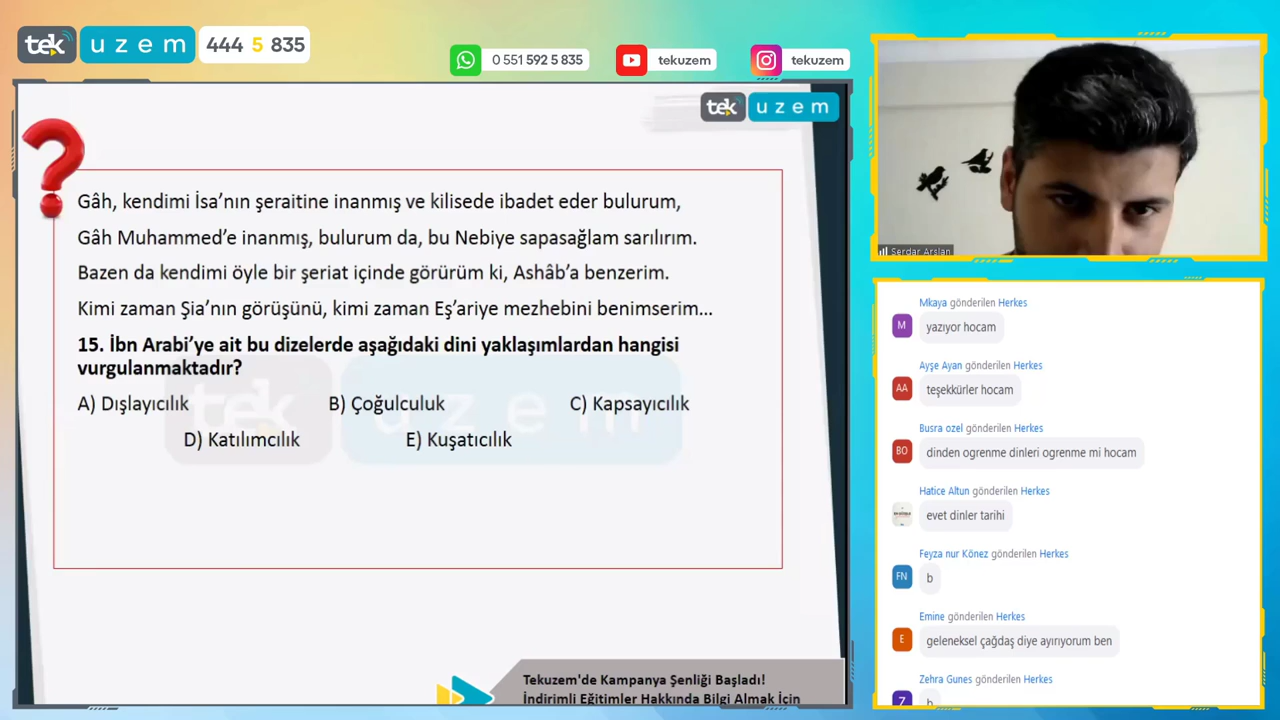 tek uzem 444 5 835
0 551 592 5 835
tekuzem
tekuzem
tek uzem
Gâh, kendimi İsa’nın şeraitine inanmış ve kilisede ibadet eder bulurum,
Gâh Muhammed’e inanmış, bulurum da, bu Nebiye sapasağlam sarılırım.
Bazen da kendimi öyle bir şeriat içinde görürüm ki, Ashâb’a benzerim.
Kimi zaman Şia’nın görüşünü, kimi zaman Eş’ariye mezhebini benimserim...
15. İbn Arabi’ye ait bu dizelerde aşağıdaki dini yaklaşımlardan hangisi
vurgulanmaktadır?
A) Dışlayıcılık B) Çoğulculuk C) Kapsayıcılık
D) Katılımcılık E) Kuşatıcılık
tek uzem
Tekuzem'de Kampanya Şenliği Başladı!
İndirimli Eğitimler Hakkında Bilgi Almak İçin
Serdar Arslan
Mkaya gönderilen Herkes
M
yazıyor hocam
Ayşe Ayan gönderilen Herkes
AA
teşekkürler hocam
Busra ozel gönderilen Herkes
BO
dinden ogrenme dinleri ogrenme mi hocam
Hatice Altun gönderilen Herkes
evet dinler tarihi
Feyza nur Könez gönderilen Herkes
FN
b
Emine gönderilen Herkes
E
geleneksel çağdaş diye ayırıyorum ben
Zehra Gunes gönderilen Herkes
Z
b